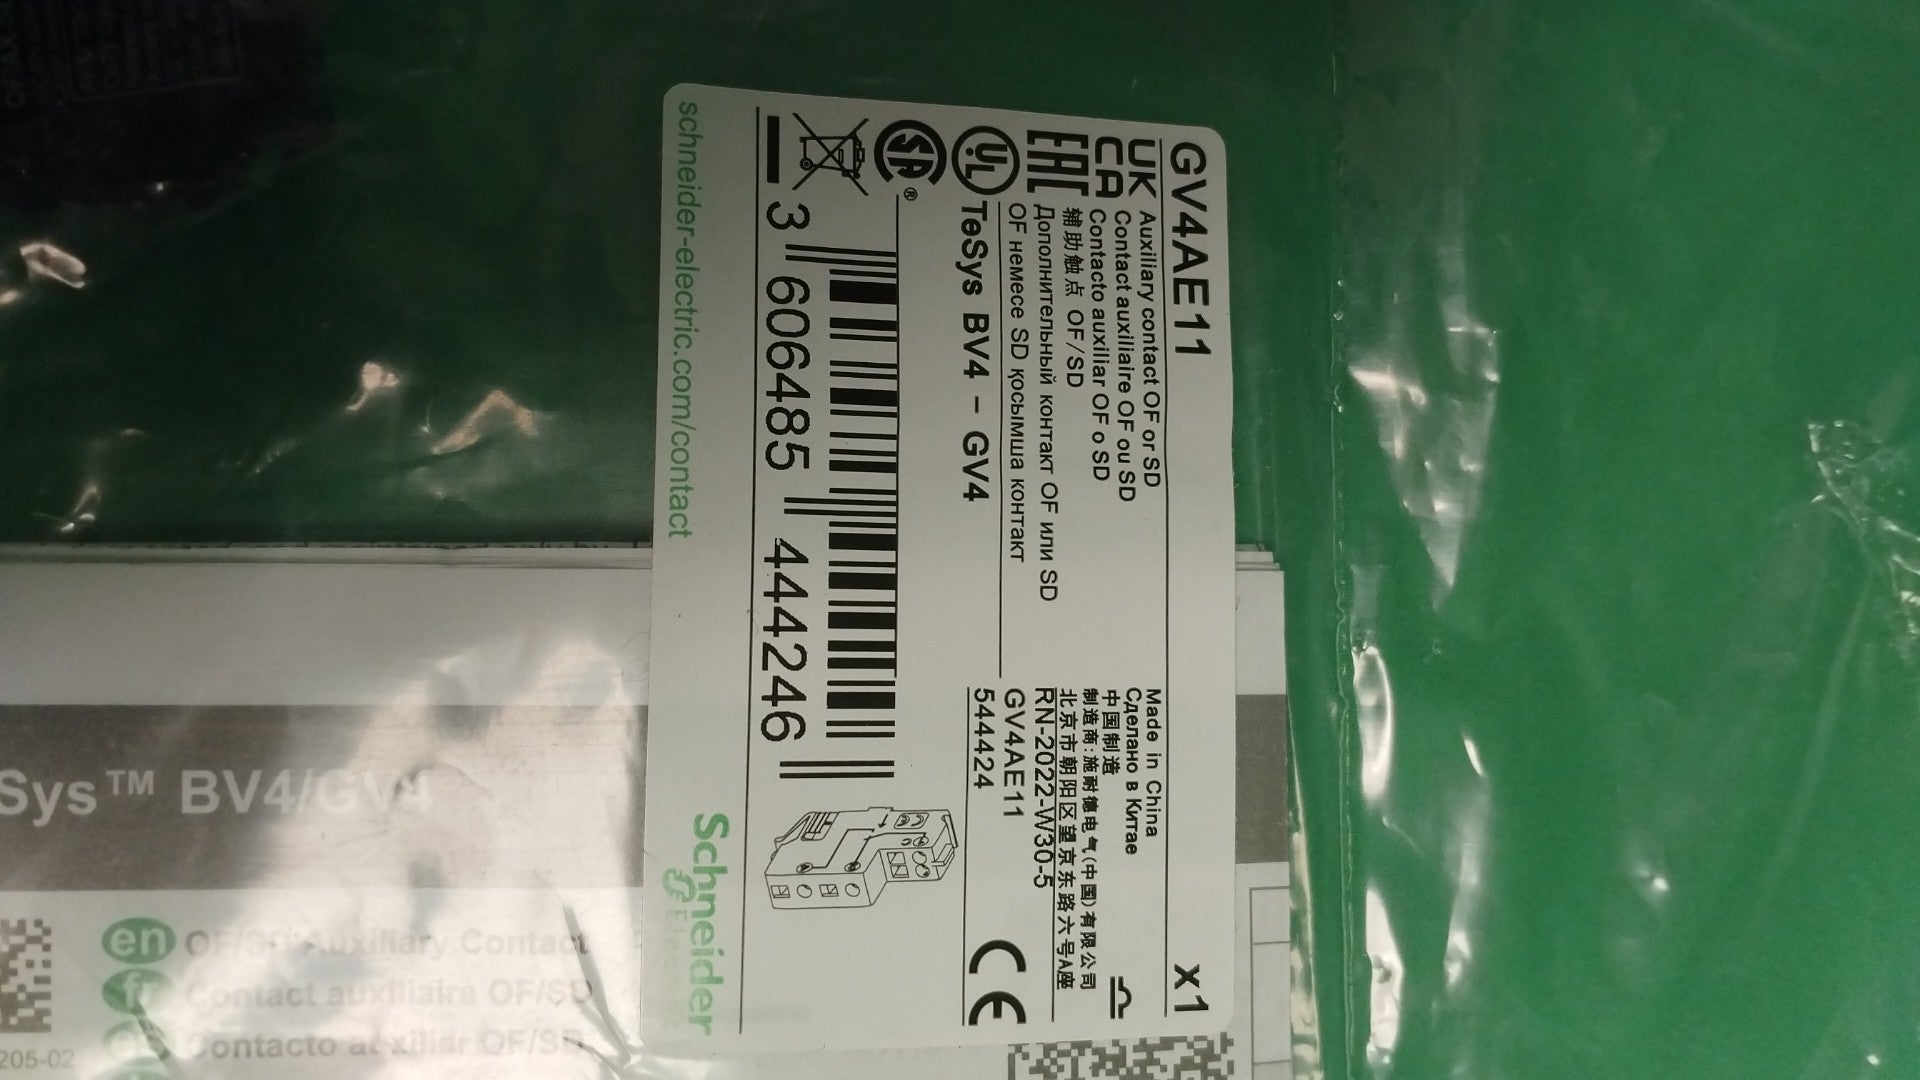 GV4AE11
x1
UK
CA
EAC
UL
SA®
Auxiliary contact OF or SD
Contact auxiliaire OF ou SD
Contacto auxiliar OF o SD
辅助触点 OF/SD
Дополнительный контакт OF или SD
OF немесе SD қосымша контакт
Made in China
Сделано в Китае
中国制造
制造商:施耐德电气(中国)有限公司
北京市朝阳区望京东路六号A座
RN-2022-W30-5
GV4AE11
544424
CE
TeSys BV4 – GV4
3 606485 444246
schneider-electric.com/contact
Schneider
Sys™ BV4/GV4
en OF/SD Auxiliary Contact
fr Contact auxiliaire OF/SD
es Contacto auxiliar OF/SD
205-02